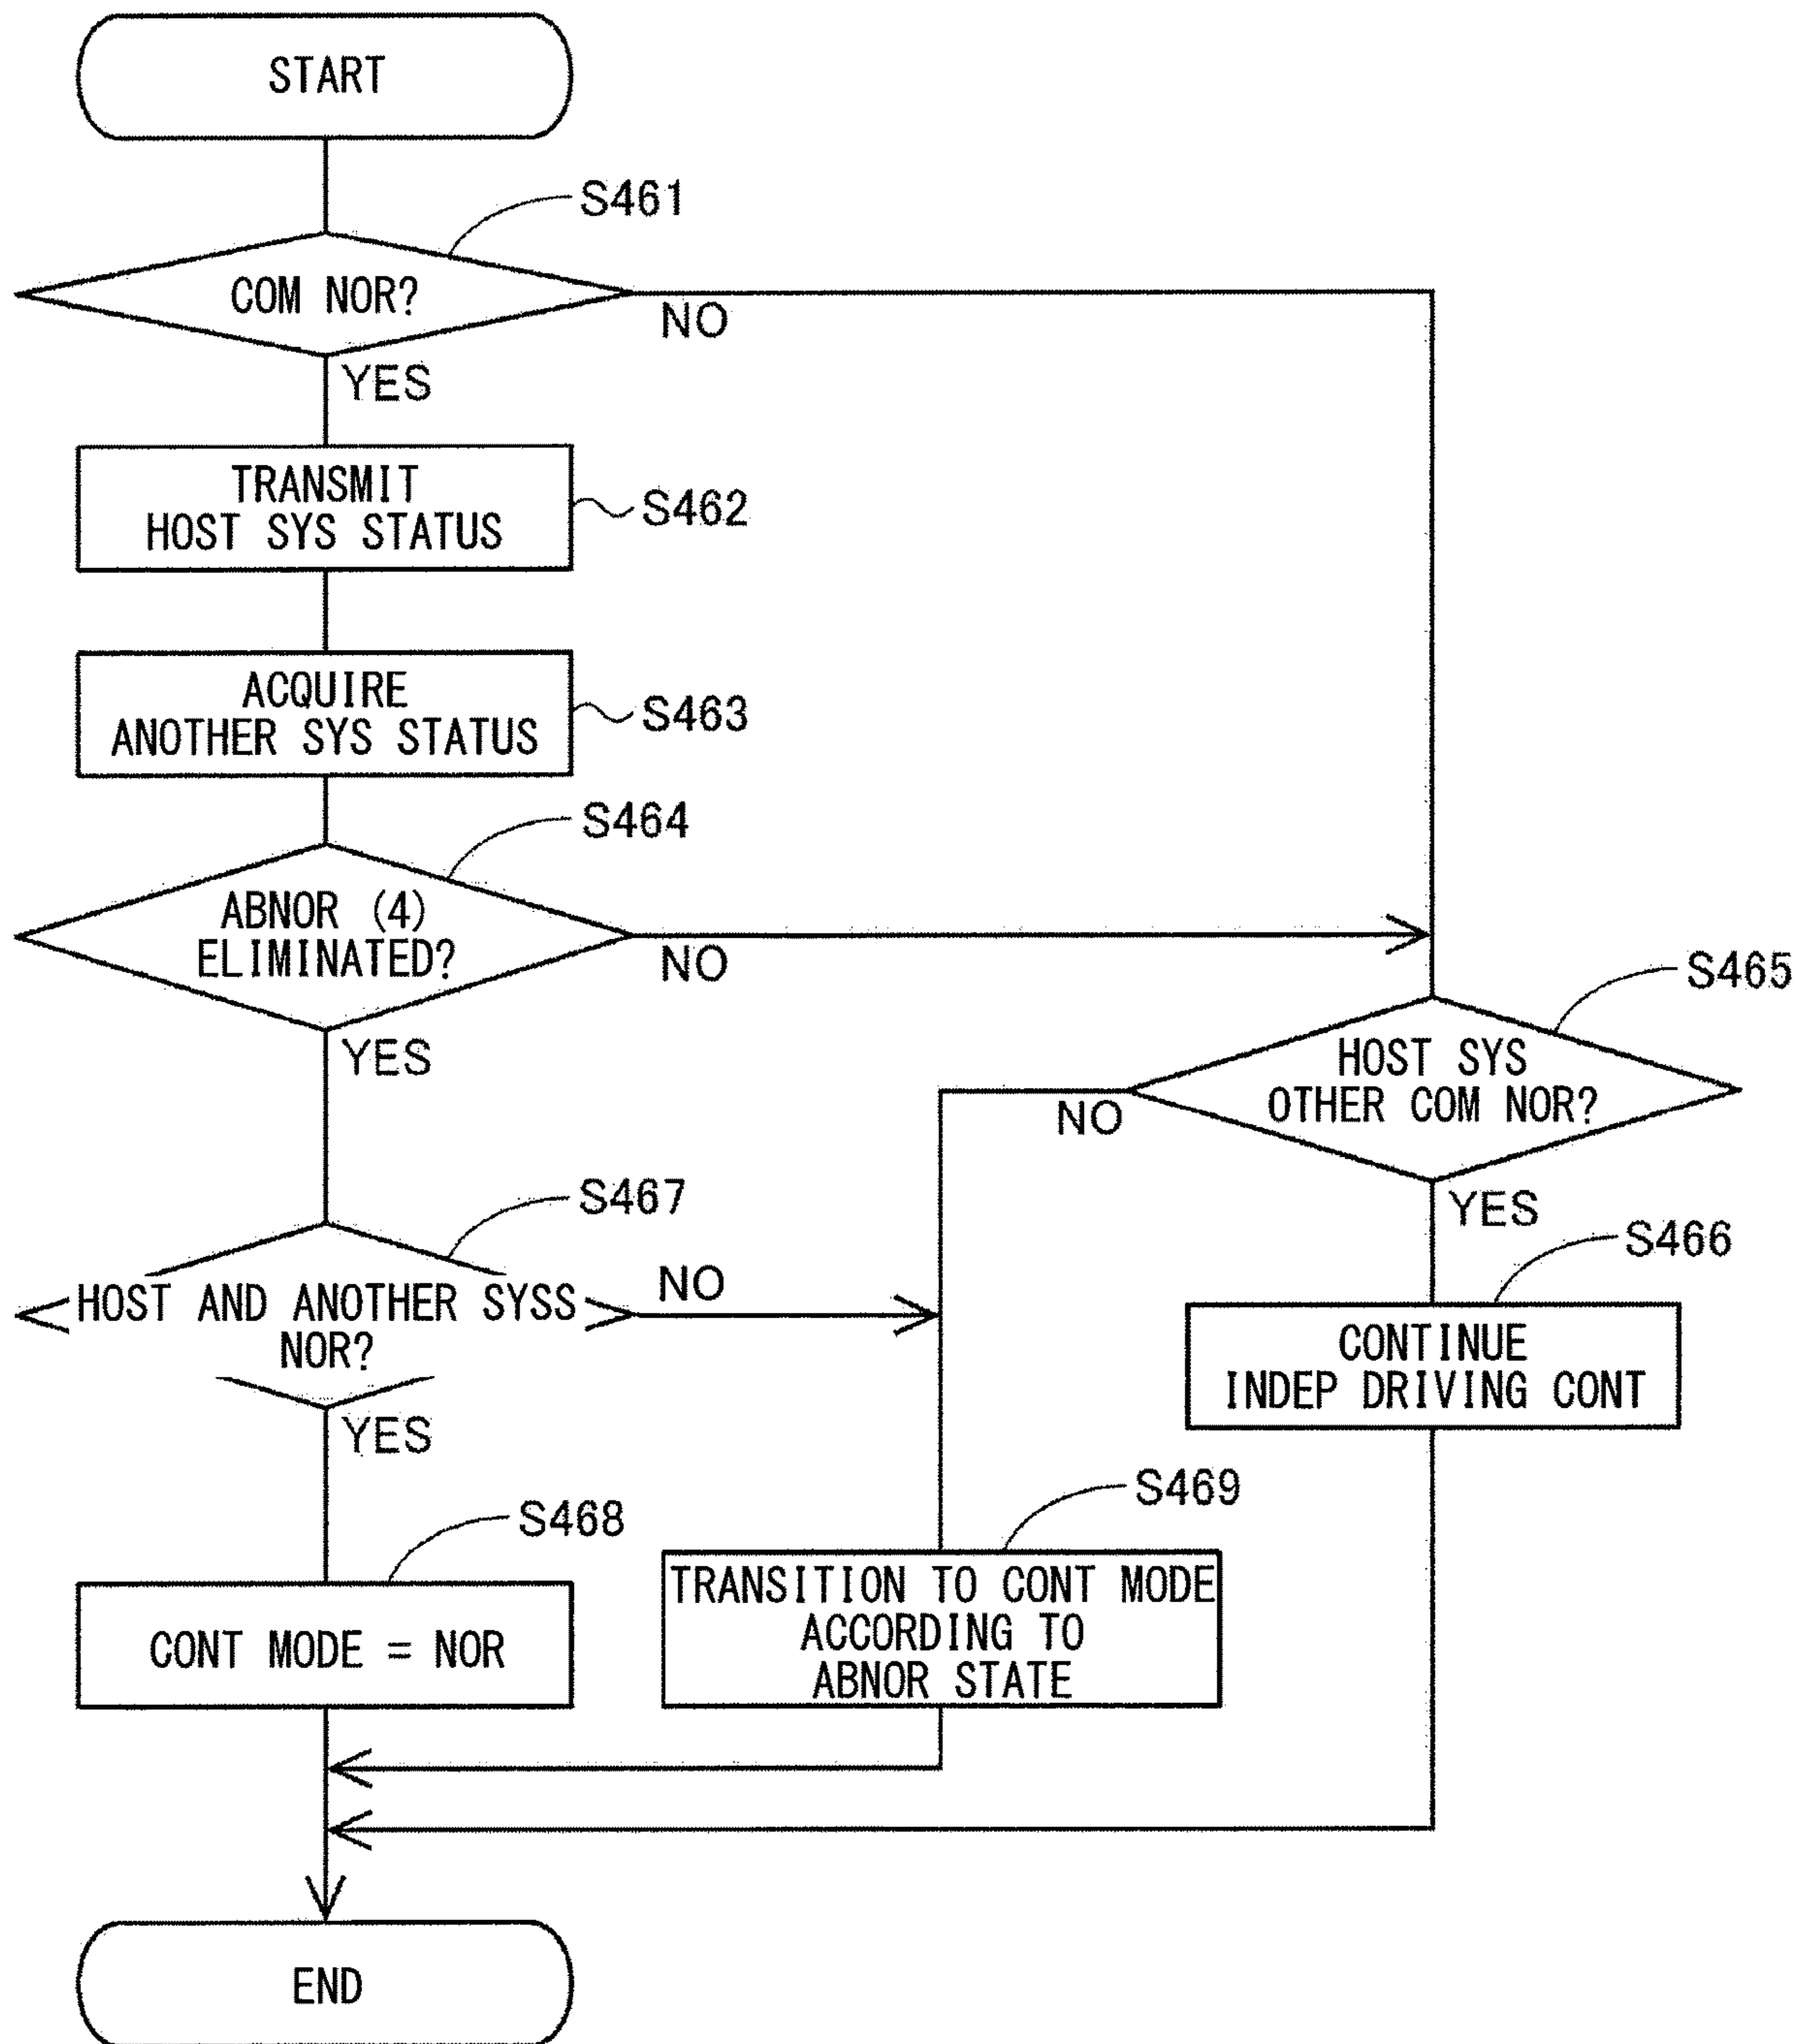 START
S461
COM NOR?
NO
YES
TRANSMIT
HOST SYS STATUS
S462
ACQUIRE
ANOTHER SYS STATUS
S463
S464
ABNOR (4)
ELIMINATED?
NO
YES
S465
HOST SYS
OTHER COM NOR?
NO
YES
S467
HOST AND ANOTHER SYSS
NOR?
NO
YES
S466
CONTINUE
INDEP DRIVING CONT
S468
CONT MODE = NOR
S469
TRANSITION TO CONT MODE
ACCORDING TO
ABNOR STATE
END